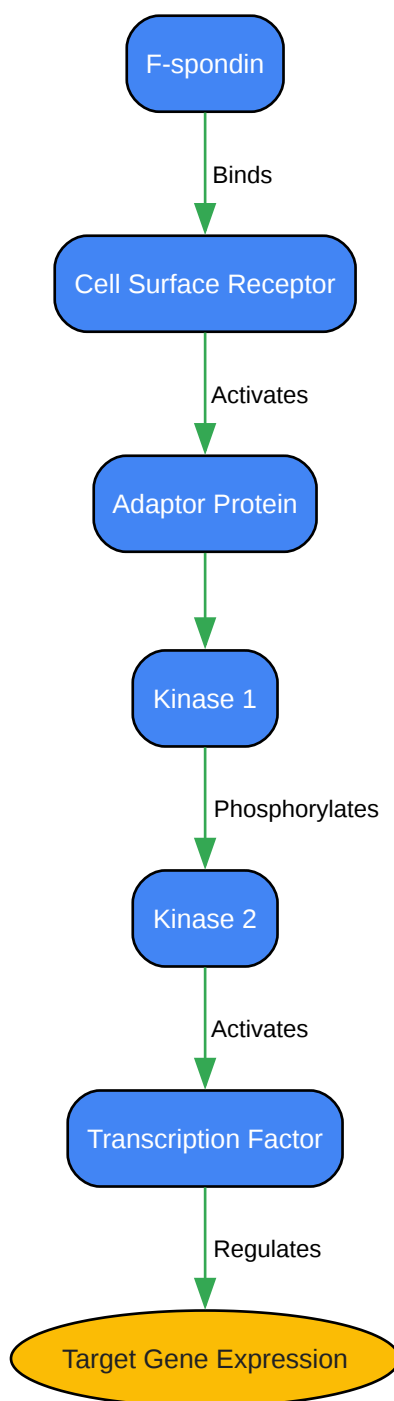 F-spondin
Binds
Cell Surface Receptor
Activates
Adaptor Protein
Kinase 1
Phosphorylates
Kinase 2
Activates
Transcription Factor
Regulates
Target Gene Expression